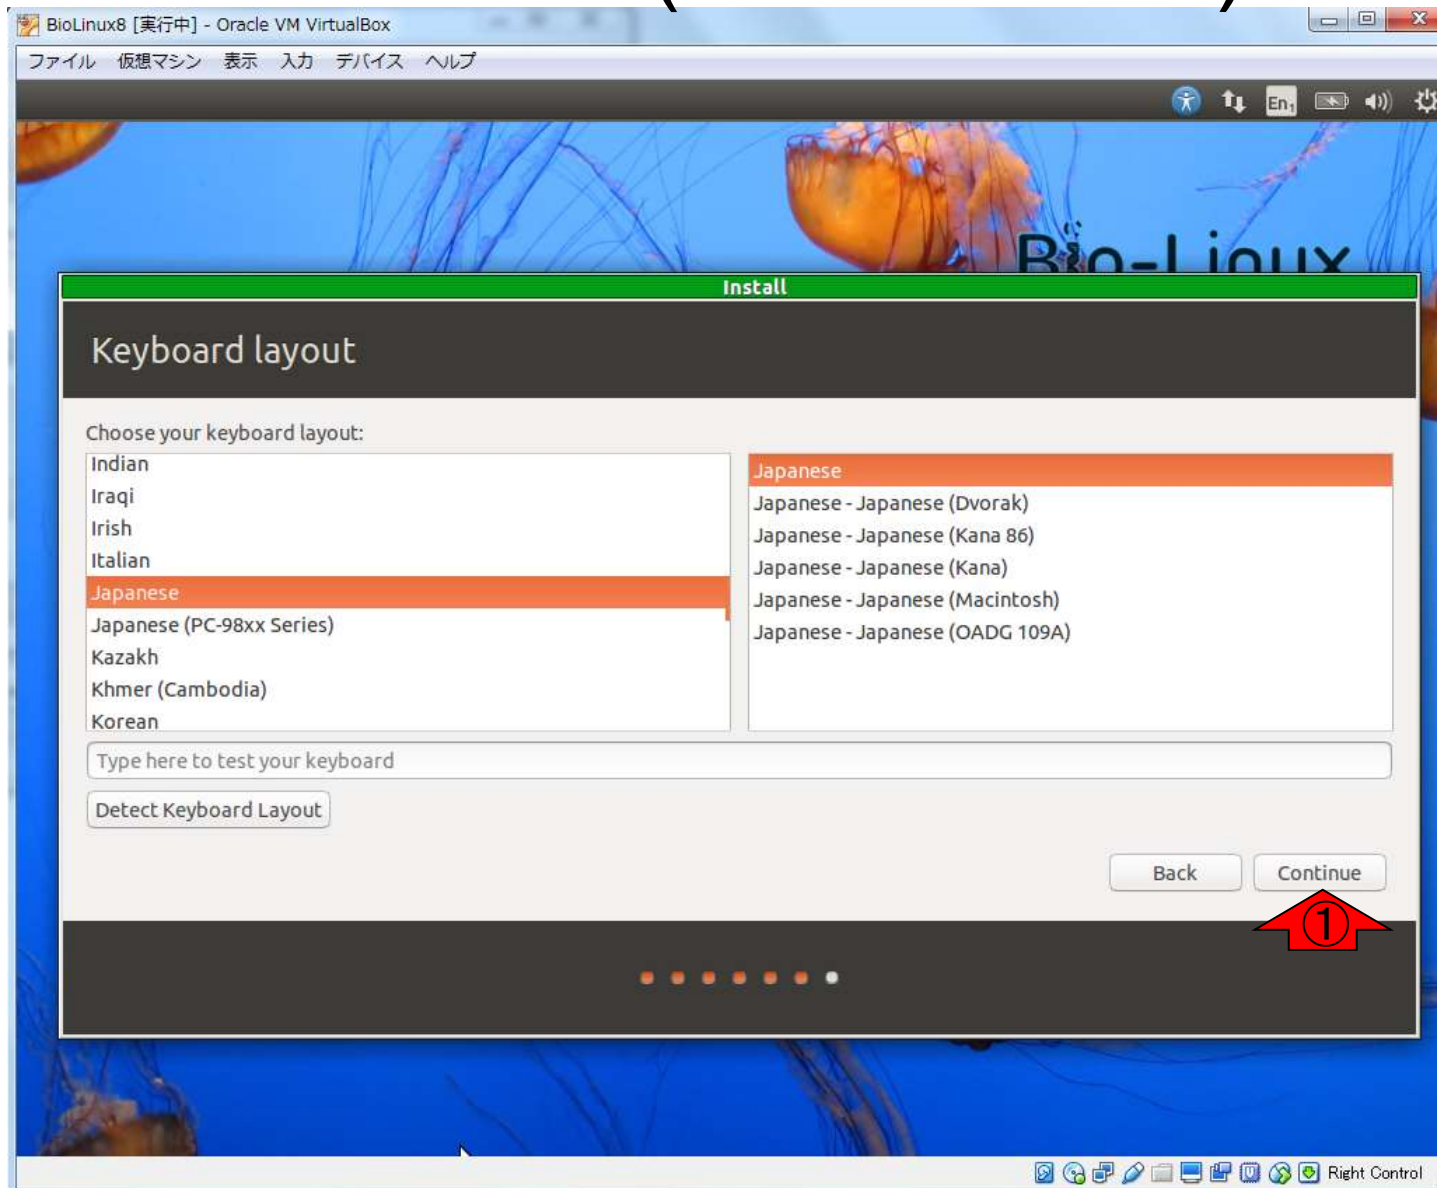 BioLinux8 [実行中] - Oracle VM VirtualBox
ファイル 仮想マシン 表示 入力 デバイス ヘルプ
En1
Bio-Linux
Install
Keyboard layout
Choose your keyboard layout:
Indian
Iraqi
Irish
Italian
Japanese
Japanese (PC-98xx Series)
Kazakh
Khmer (Cambodia)
Korean
Japanese
Japanese - Japanese (Dvorak)
Japanese - Japanese (Kana 86)
Japanese - Japanese (Kana)
Japanese - Japanese (Macintosh)
Japanese - Japanese (OADG 109A)
Type here to test your keyboard
Detect Keyboard Layout
Back Continue
①
Right Control